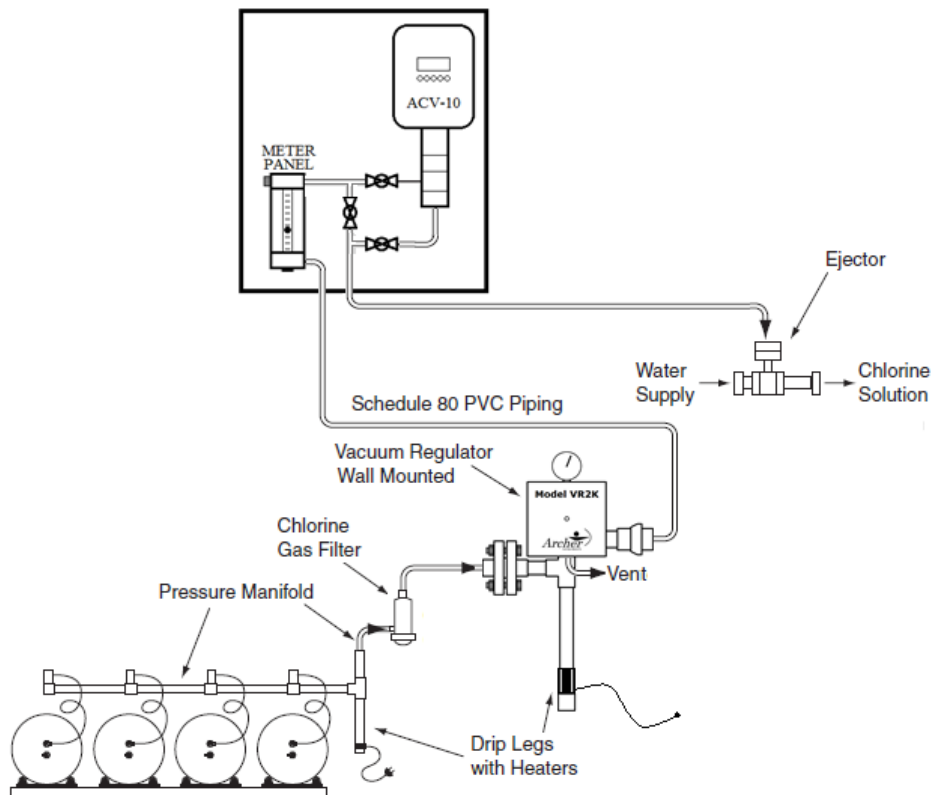 ACV-10
METER
PANEL
Ejector
Water
Supply
Chlorine
Solution
Schedule 80 PVC Piping
Vacuum Regulator
Wall Mounted
Model VR2K
Archer
Chlorine
Gas Filter
Vent
Pressure Manifold
Drip Legs
with Heaters